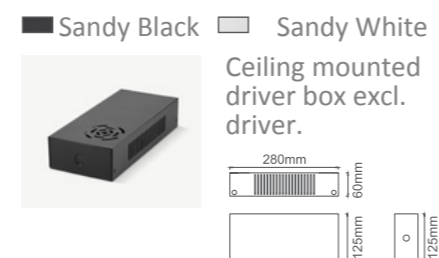 Sandy Black Sandy White
Ceiling mounted
driver box excl.
driver.
280mm
60mm
125mm
125mm